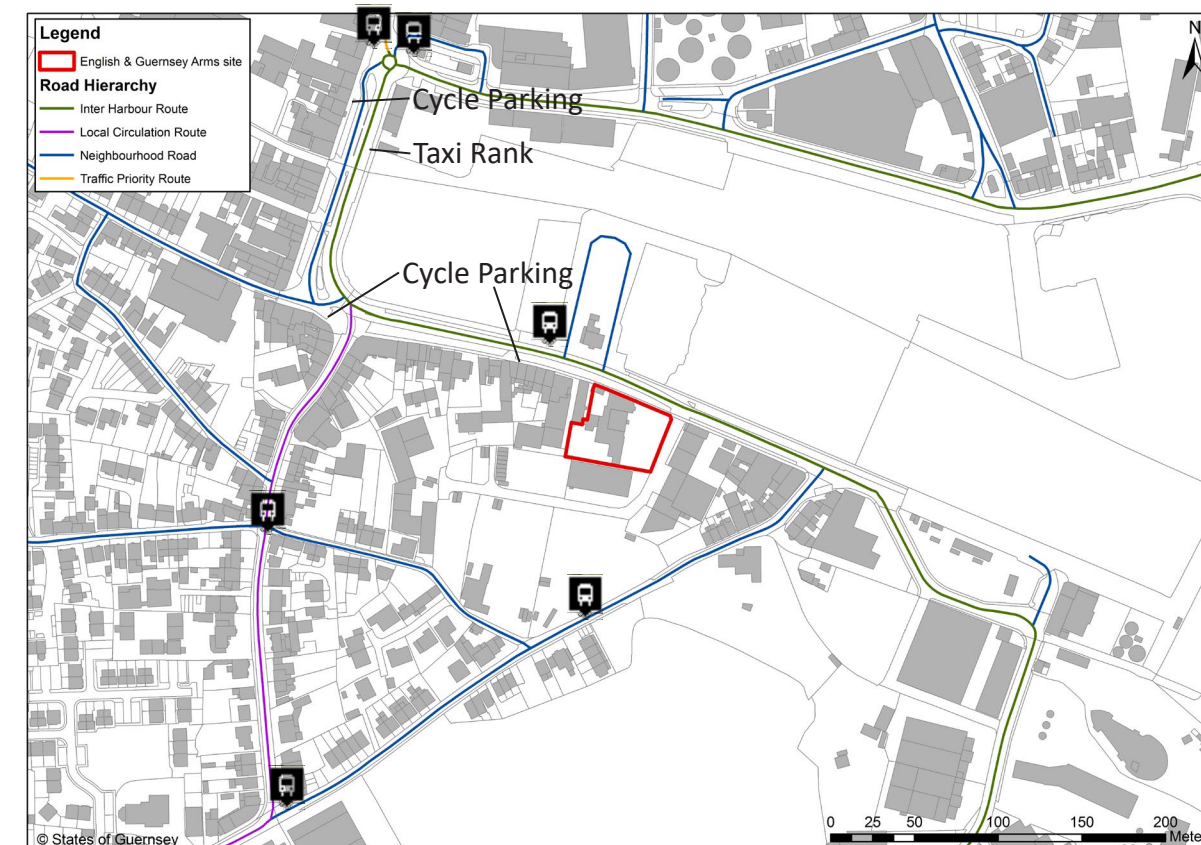 Legend
English & Guernsey Arms site
Road Hierarchy
Inter Harbour Route
Local Circulation Route
Neighbourhood Road
Traffic Priority Route
N
Cycle Parking
Taxi Rank
Cycle Parking
0 25 50 100 150 200
Mete
© States of Guernsey